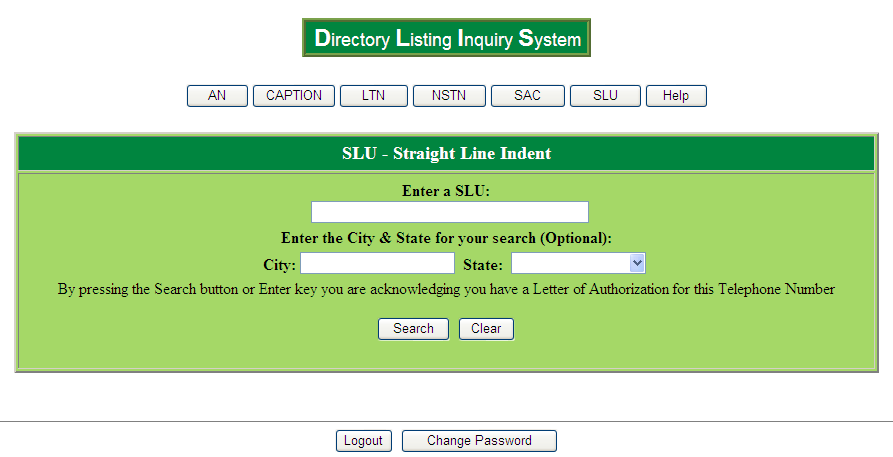 Directory Listing Inquiry System
AN CAPTION LTN NSTN SAC SLU Help
SLU - Straight Line Indent
Enter a SLU:
Enter the City & State for your search (Optional):
City: State:
By pressing the Search button or Enter key you are acknowledging you have a Letter of Authorization for this Telephone Number
Search Clear
Logout Change Password